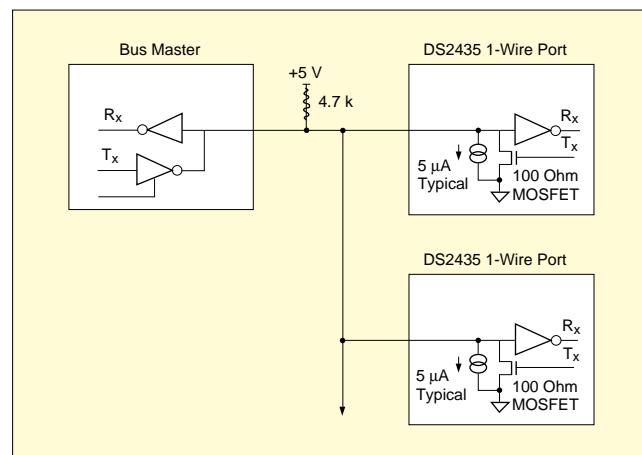 Bus Master
Rx
Tx
+5 V
4.7 k
DS2435 1-Wire Port
Rx
Tx
5 µA
Typical
100 Ohm
MOSFET
DS2435 1-Wire Port
Rx
Tx
5 µA
Typical
100 Ohm
MOSFET